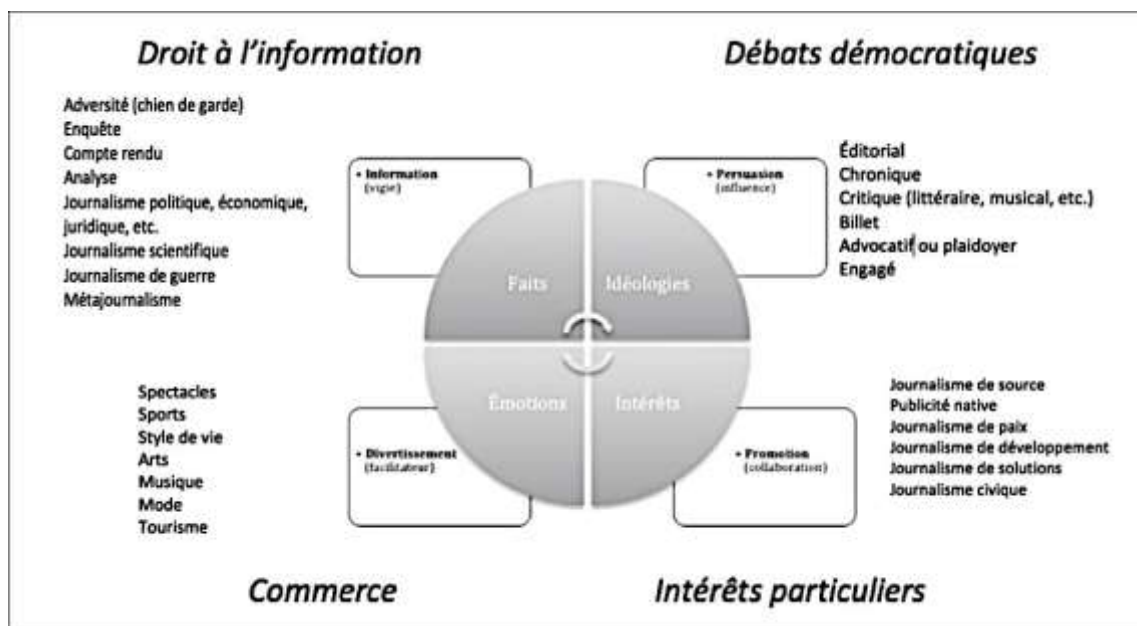 Droit à l'information
Adversité (chien de garde)
Enquête
Compte rendu
Analyse
Journalisme politique, économique,
juridique, etc.
Journalisme scientifique
Journalisme de guerre
Métajournalisme
• Information
(vigie)
Faits
Débats démocratiques
• Persuasion
(influence)
Idéologies
Éditorial
Chronique
Critique (littéraire, musical, etc.)
Billet
Advocatif ou plaidoyer
Engagé
Spectacles
Sports
Style de vie
Arts
Musique
Mode
Tourisme
• Divertissement
(facilitateur)
Émotions
Commerce
Intérêts
• Promotion
(collaboration)
Journalisme de source
Publicité native
Journalisme de paix
Journalisme de développement
Journalisme de solutions
Journalisme civique
Intérêts particuliers